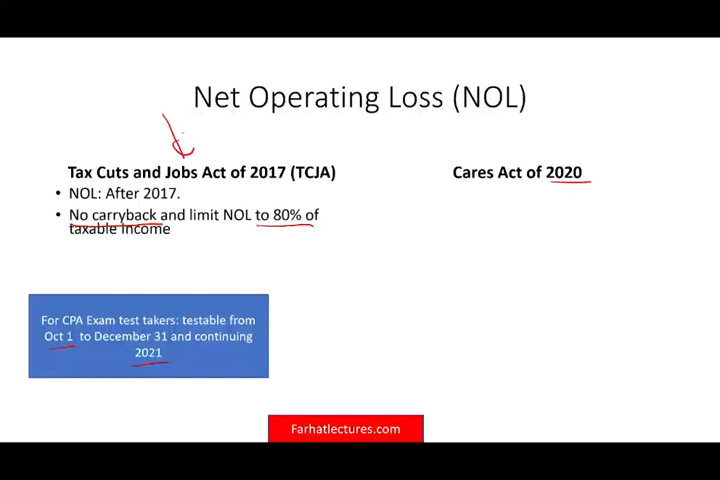 Net Operating Loss (NOL)
Tax Cuts and Jobs Act of 2017 (TCJA)
• NOL: After 2017.
• No carryback and limit NOL to 80% of
taxable income
Cares Act of 2020
For CPA Exam test takers: testable from
Oct 1 to December 31 and continuing
2021
Farhatlectures.com